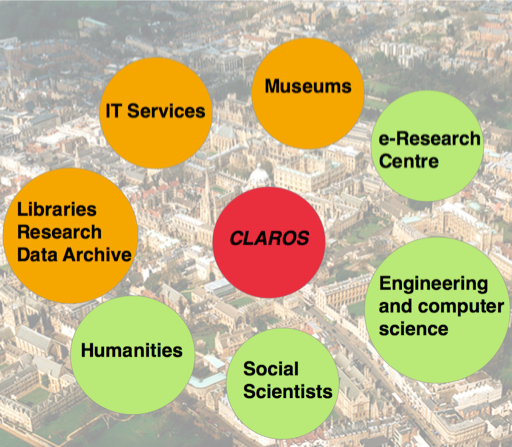 Museums
IT Services
e-Research
Centre
Libraries
Research
Data Archive
CLAROS
Engineering
and computer
science
Humanities
Social
Scientists